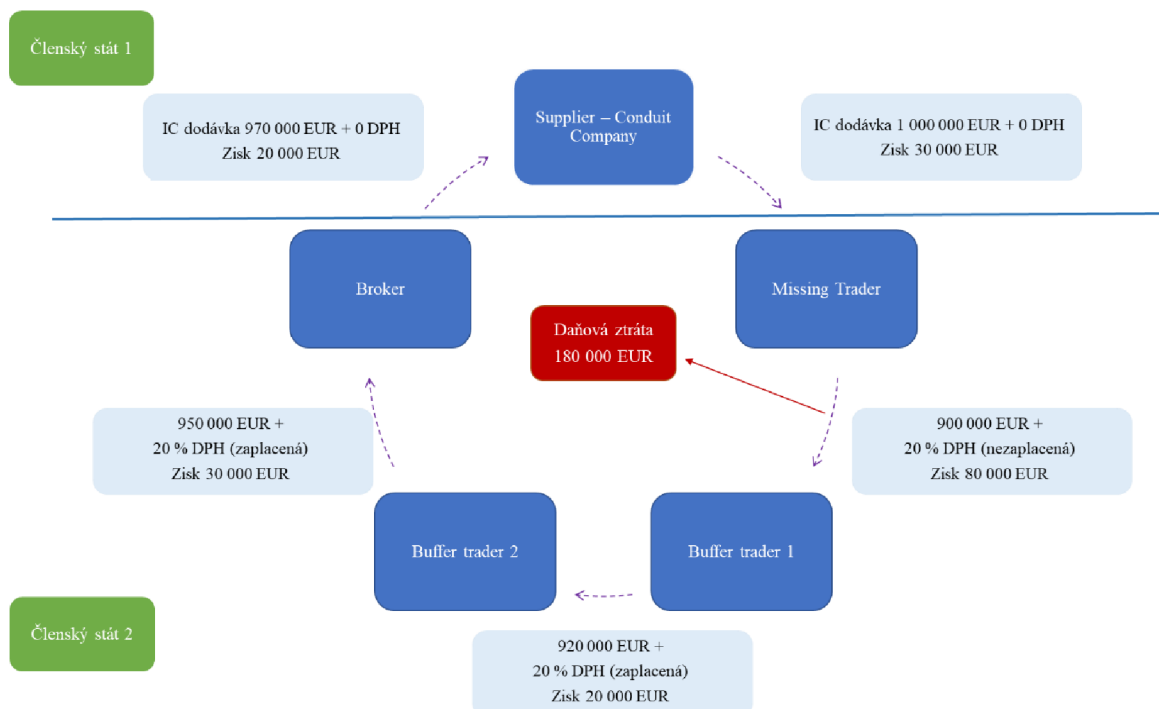 Členský stát 1
IC dodávka 970 000 EUR + 0 DPH
Zisk 20 000 EUR
Supplier – Conduit
Company
IC dodávka 1 000 000 EUR + 0 DPH
Zisk 30 000 EUR
Broker
Missing Trader
Daňová ztráta
180 000 EUR
950 000 EUR +
20 % DPH (zaplacená)
Zisk 30 000 EUR
900 000 EUR +
20 % DPH (nezaplacená)
Zisk 80 000 EUR
Buffer trader 2
Buffer trader 1
Členský stát 2
920 000 EUR +
20 % DPH (zaplacená)
Zisk 20 000 EUR